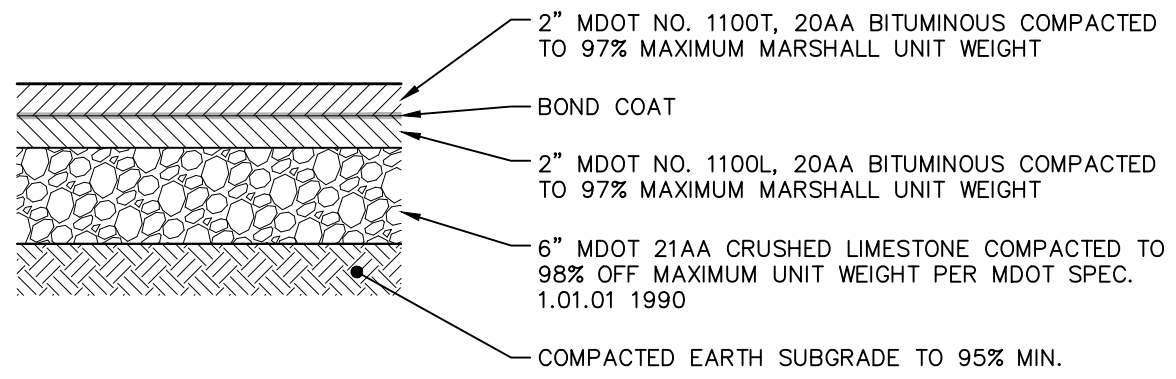 2” MDOT NO. 1100T, 20AA BITUMINOUS COMPACTED
TO 97% MAXIMUM MARSHALL UNIT WEIGHT
BOND COAT
2” MDOT NO. 1100L, 20AA BITUMINOUS COMPACTED
TO 97% MAXIMUM MARSHALL UNIT WEIGHT
6” MDOT 21AA CRUSHED LIMESTONE COMPACTED TO
98% OFF MAXIMUM UNIT WEIGHT PER MDOT SPEC.
1.01.01 1990
COMPACTED EARTH SUBGRADE TO 95% MIN.